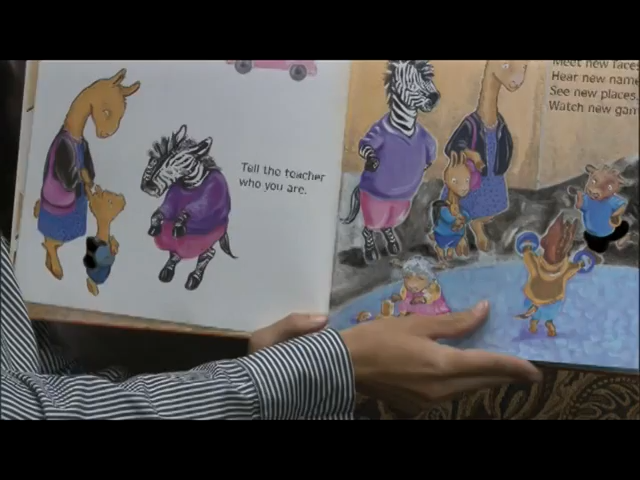 Tell the teacher
who you are.
Meet new faces
Hear new name
See new places.
Watch new gam